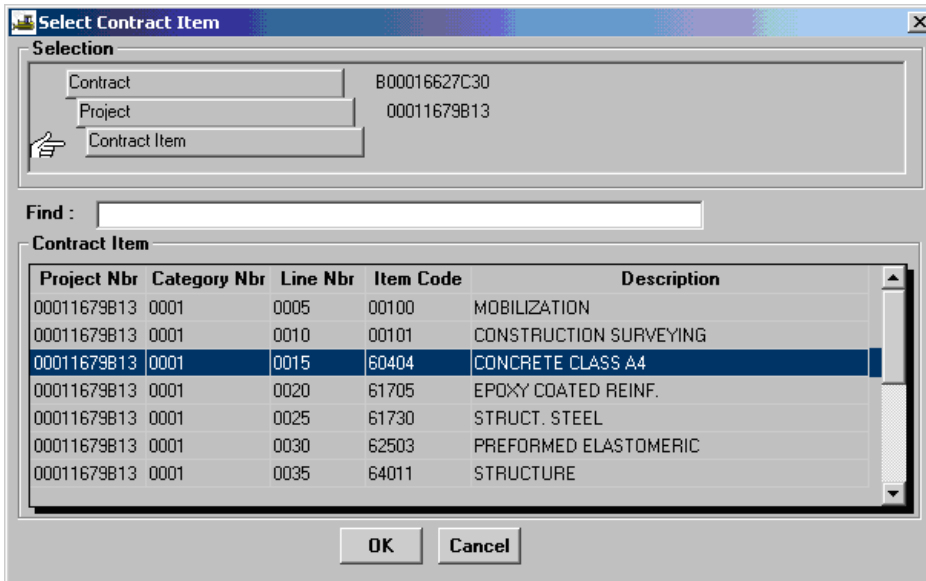 Select Contract Item
Selection
Contract B00016627C30
Project 00011679B13
Contract Item
Find :
Contract Item
Project Nbr Category Nbr Line Nbr Item Code Description
00011679B13 0001 0005 00100 MOBILIZATION
00011679B13 0001 0010 00101 CONSTRUCTION SURVEYING
00011679B13 0001 0015 60404 CONCRETE CLASS A4
00011679B13 0001 0020 61705 EPOXY COATED REINF.
00011679B13 0001 0025 61730 STRUCT. STEEL
00011679B13 0001 0030 62503 PREFORMED ELASTOMERIC
00011679B13 0001 0035 64011 STRUCTURE
OK Cancel